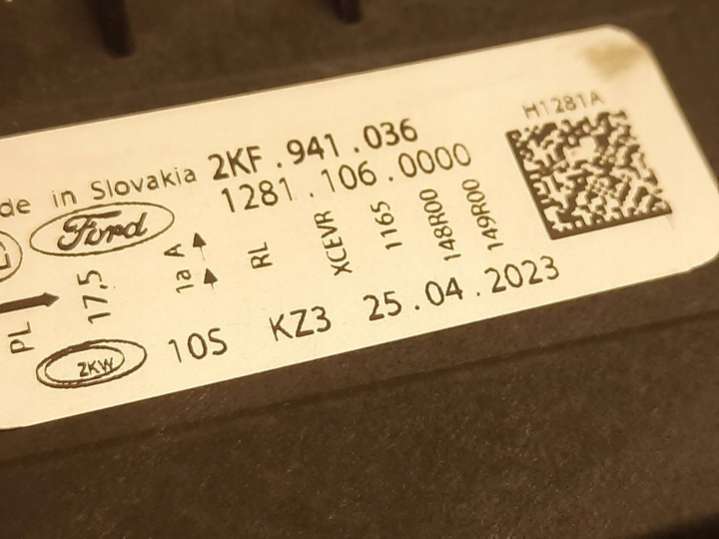 H1281A
de in Slovakia 2KF.941.036
1281.106.0000
Ford
PL
17,5
1a A
RL
XCEVR
1165
148R00
149R00
ZKW
10S KZ3 25.04.2023